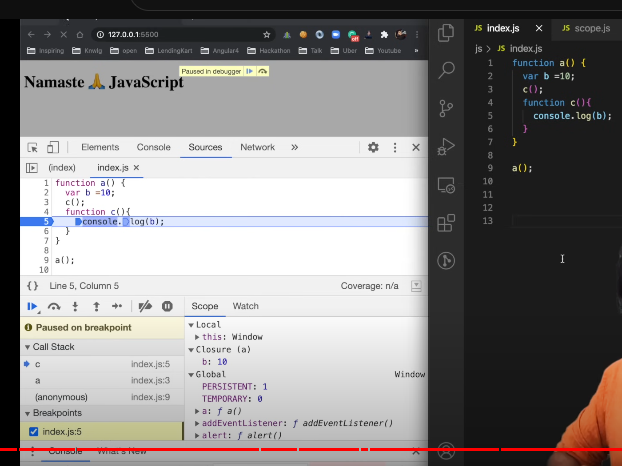 127.0.0.1:5500
Inspiring Knwlg open LendingKart Angular4 Hackathon Talk Uber Youtube »
Paused in debugger
Namaste 🙏 JavaScript
Elements Console Sources Network »
(index) index.js ×
1 function a() {
2 var b =10;
3 c();
4 function c(){
5 console.log(b);
6 }
7 }
8
9 a();
10
{} Line 5, Column 5 Coverage: n/a
Scope Watch
Paused on breakpoint
Call Stack
c index.js:5
a index.js:3
(anonymous) index.js:9
Breakpoints
index.js:5
Local
this: Window
Closure (a)
b: 10
Global Window
PERSISTENT: 1
TEMPORARY: 0
a: ƒ a()
addEventListener: ƒ addEventListener()
alert: ƒ alert()
Console What's New
JS index.js × JS scope.js
js > JS index.js
1 function a() {
2 var b =10;
3 c();
4 function c(){
5 console.log(b);
6 }
7 }
8
9 a();
10
11
12
13